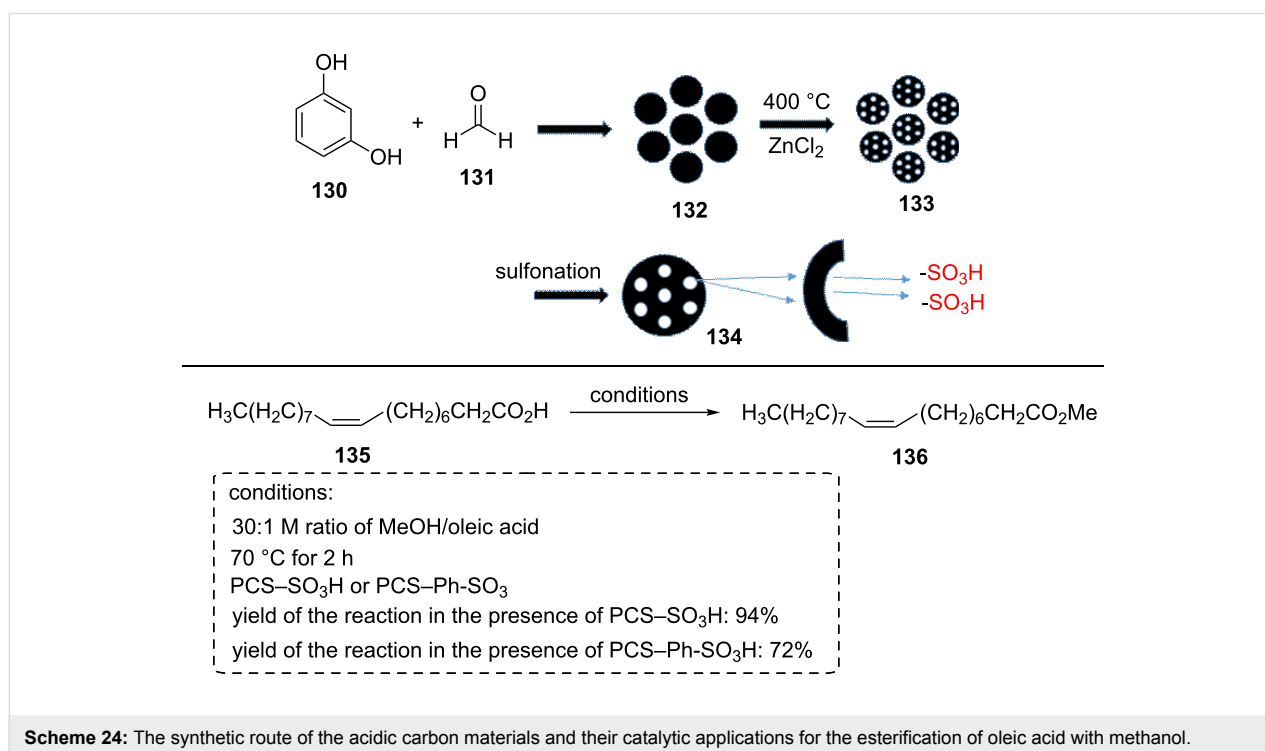 OH
OH
+
O
H H
130
131
132
400 °C
ZnCl2
133
sulfonation
134
-SO3H
-SO3H
H3C(H2C)7 (CH2)6CH2CO2H
conditions
H3C(H2C)7 (CH2)6CH2CO2Me
135
136
conditions:
30:1 M ratio of MeOH/oleic acid
70 °C for 2 h
PCS–SO3H or PCS–Ph-SO3
yield of the reaction in the presence of PCS–SO3H: 94%
yield of the reaction in the presence of PCS–Ph-SO3H: 72%
Scheme 24: The synthetic route of the acidic carbon materials and their catalytic applications for the esterification of oleic acid with methanol.